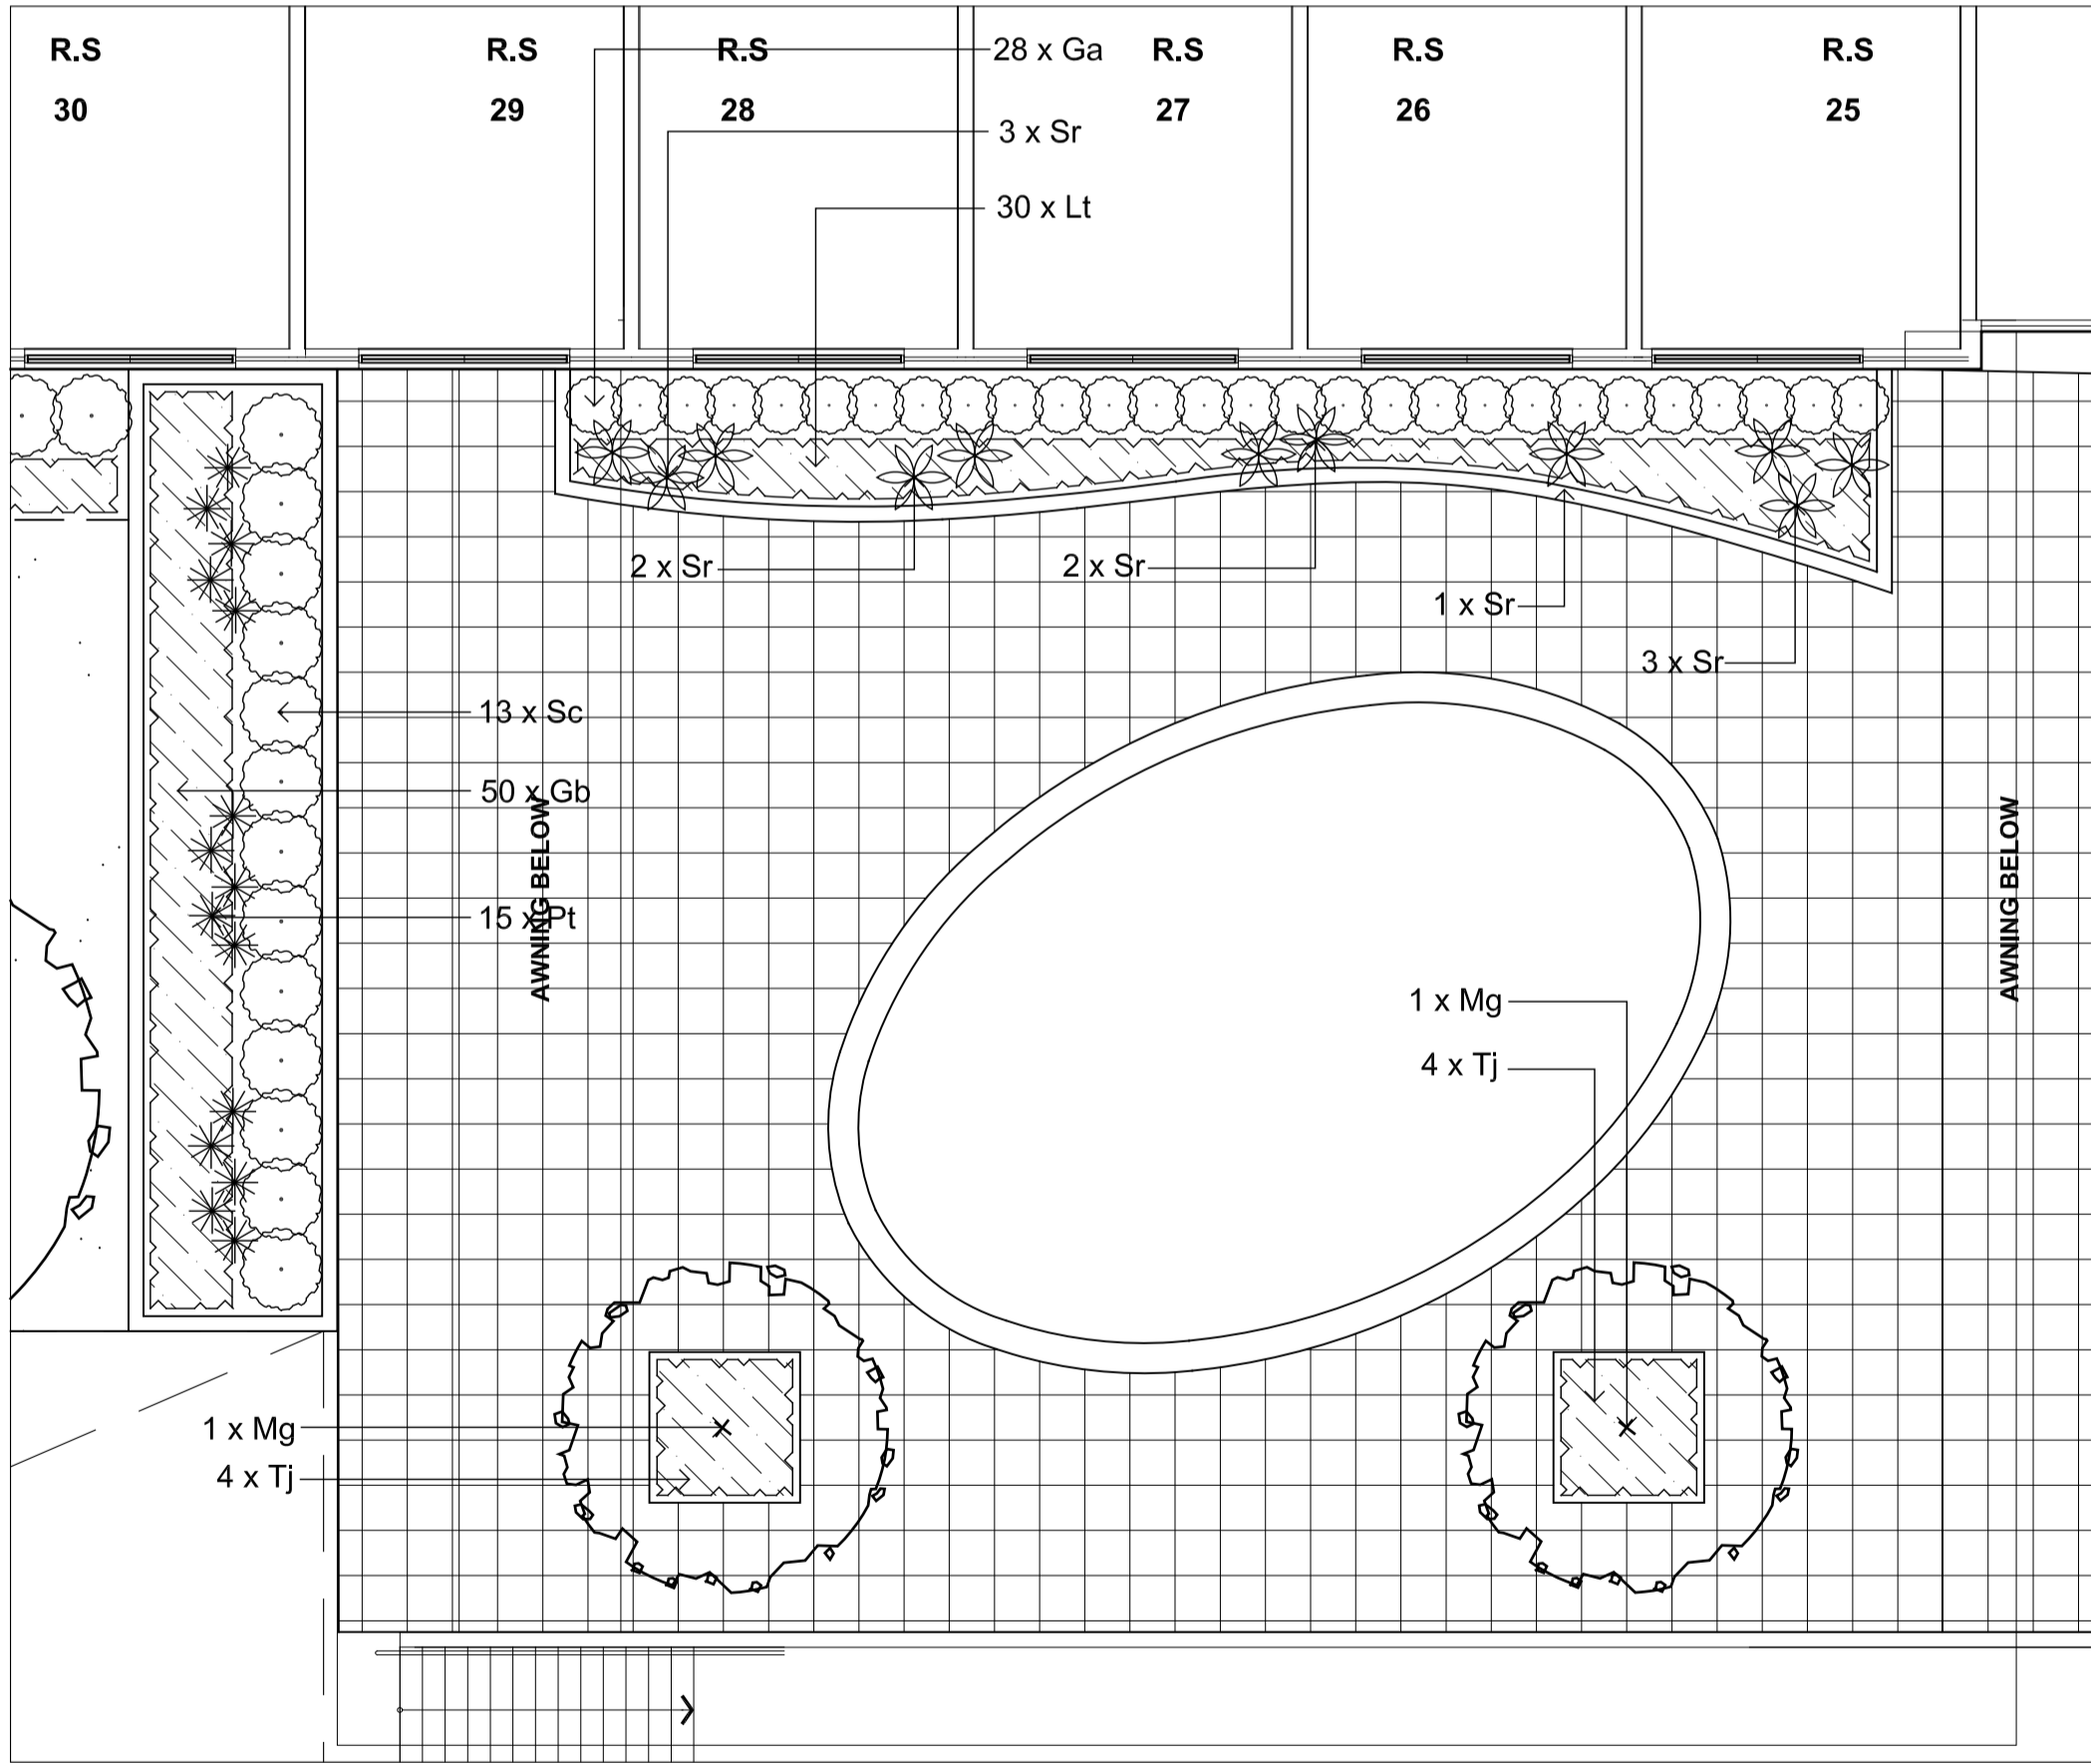 R.S
30
R.S
29
R.S
28
28 x Ga
R.S
27
R.S
26
R.S
25
3 x Sr
30 x Lt
2 x Sr
2 x Sr
1 x Sr
3 x Sr
13 x Sc
50 x Gb
15 x Pt
AWNING BELOW
AWNING BELOW
1 x Mg
4 x Tj
1 x Mg
4 x Tj